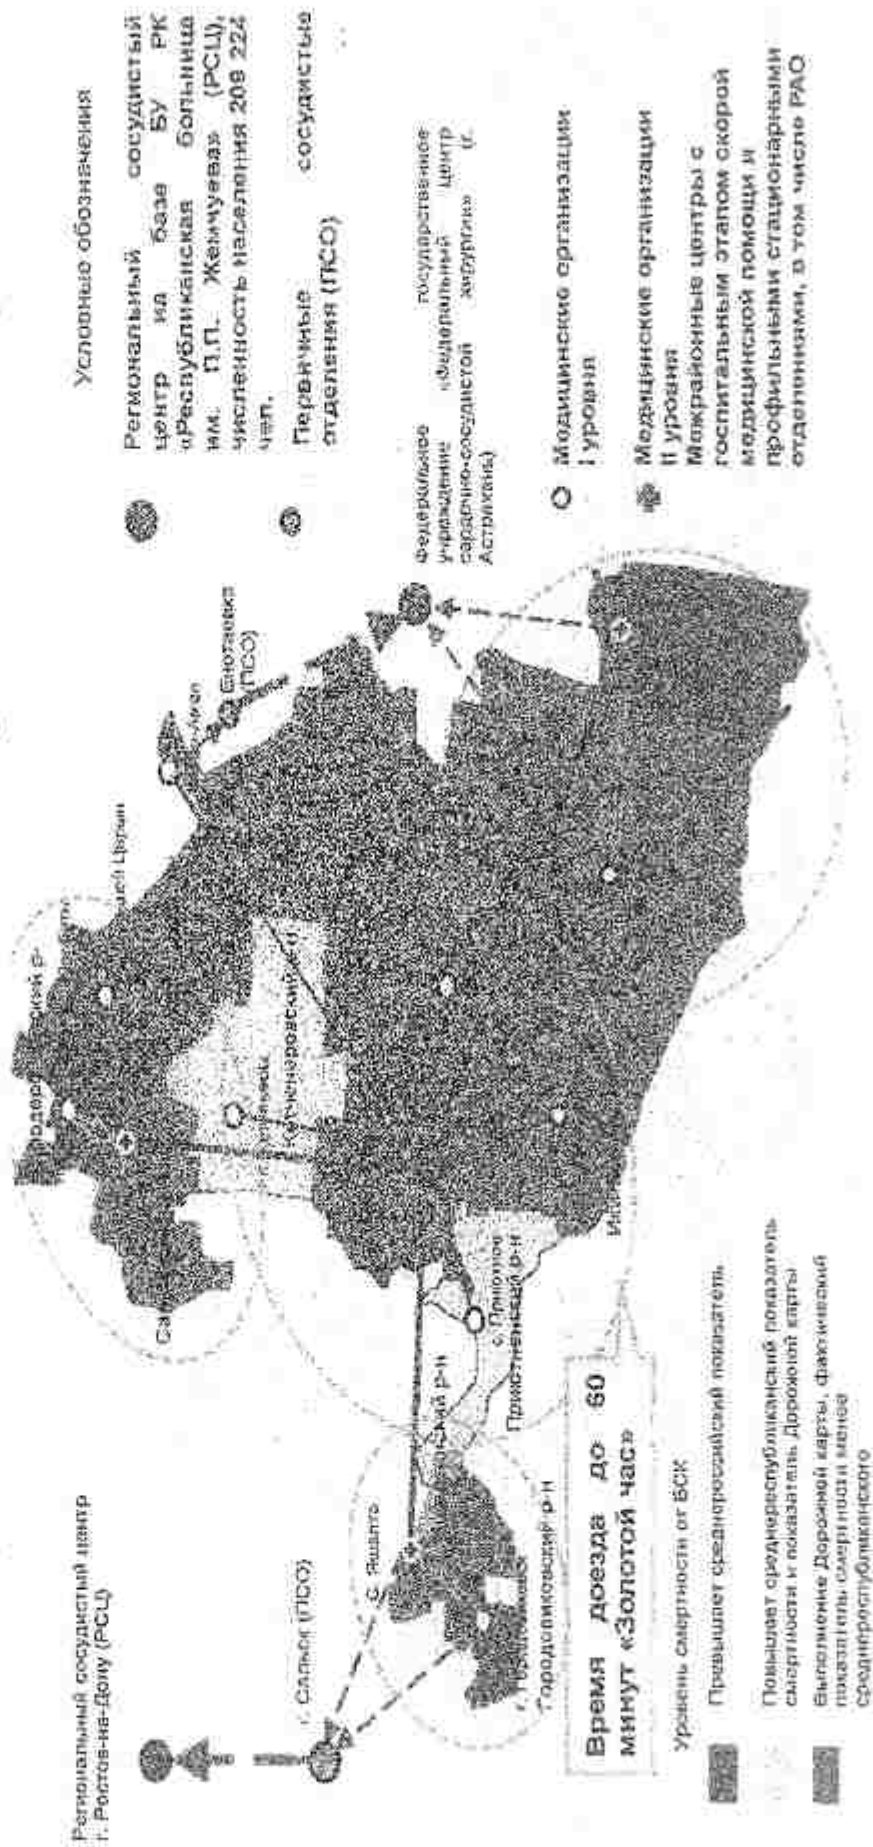 Условные обозначения
Региональный сосудистый
центр на базе БУ РК
«Республиканская больница
им. П.П. Жемчуева» (РСЦ),
численность населения 208 224
чел.
Первичные сосудистые
отделения (ПСО)
Федеральное государственное
учреждение «Федеральный центр
сердечно-сосудистой хирургии» (г.
Астрахань)
Медицинские организации
I уровня
Медицинские организации
II уровня
Межрайонные центры с
госпитальным этапом скорой
медицинской помощи и
профильными стационарными
отделениями, в том числе РАО
Региональный сосудистый центр
г. Ростов-на-Дону (РСЦ)
г. Сальск (ПСО)
с. Яшалта
Городовиковский р-н
с. Приютное
Приютненский р-н
Кетченеровский
Цаган
Енотаевка
(ПСО)
Время доезда до 60
минут «Золотой час»
Уровень смертности от БСК
Превышает среднероссийский показатель
Повышает среднереспубликанский показатель
смертности и показатель Дорожной карты
Выполнение Дорожной карты, фактический
показатель смертности менее
среднереспубликанского